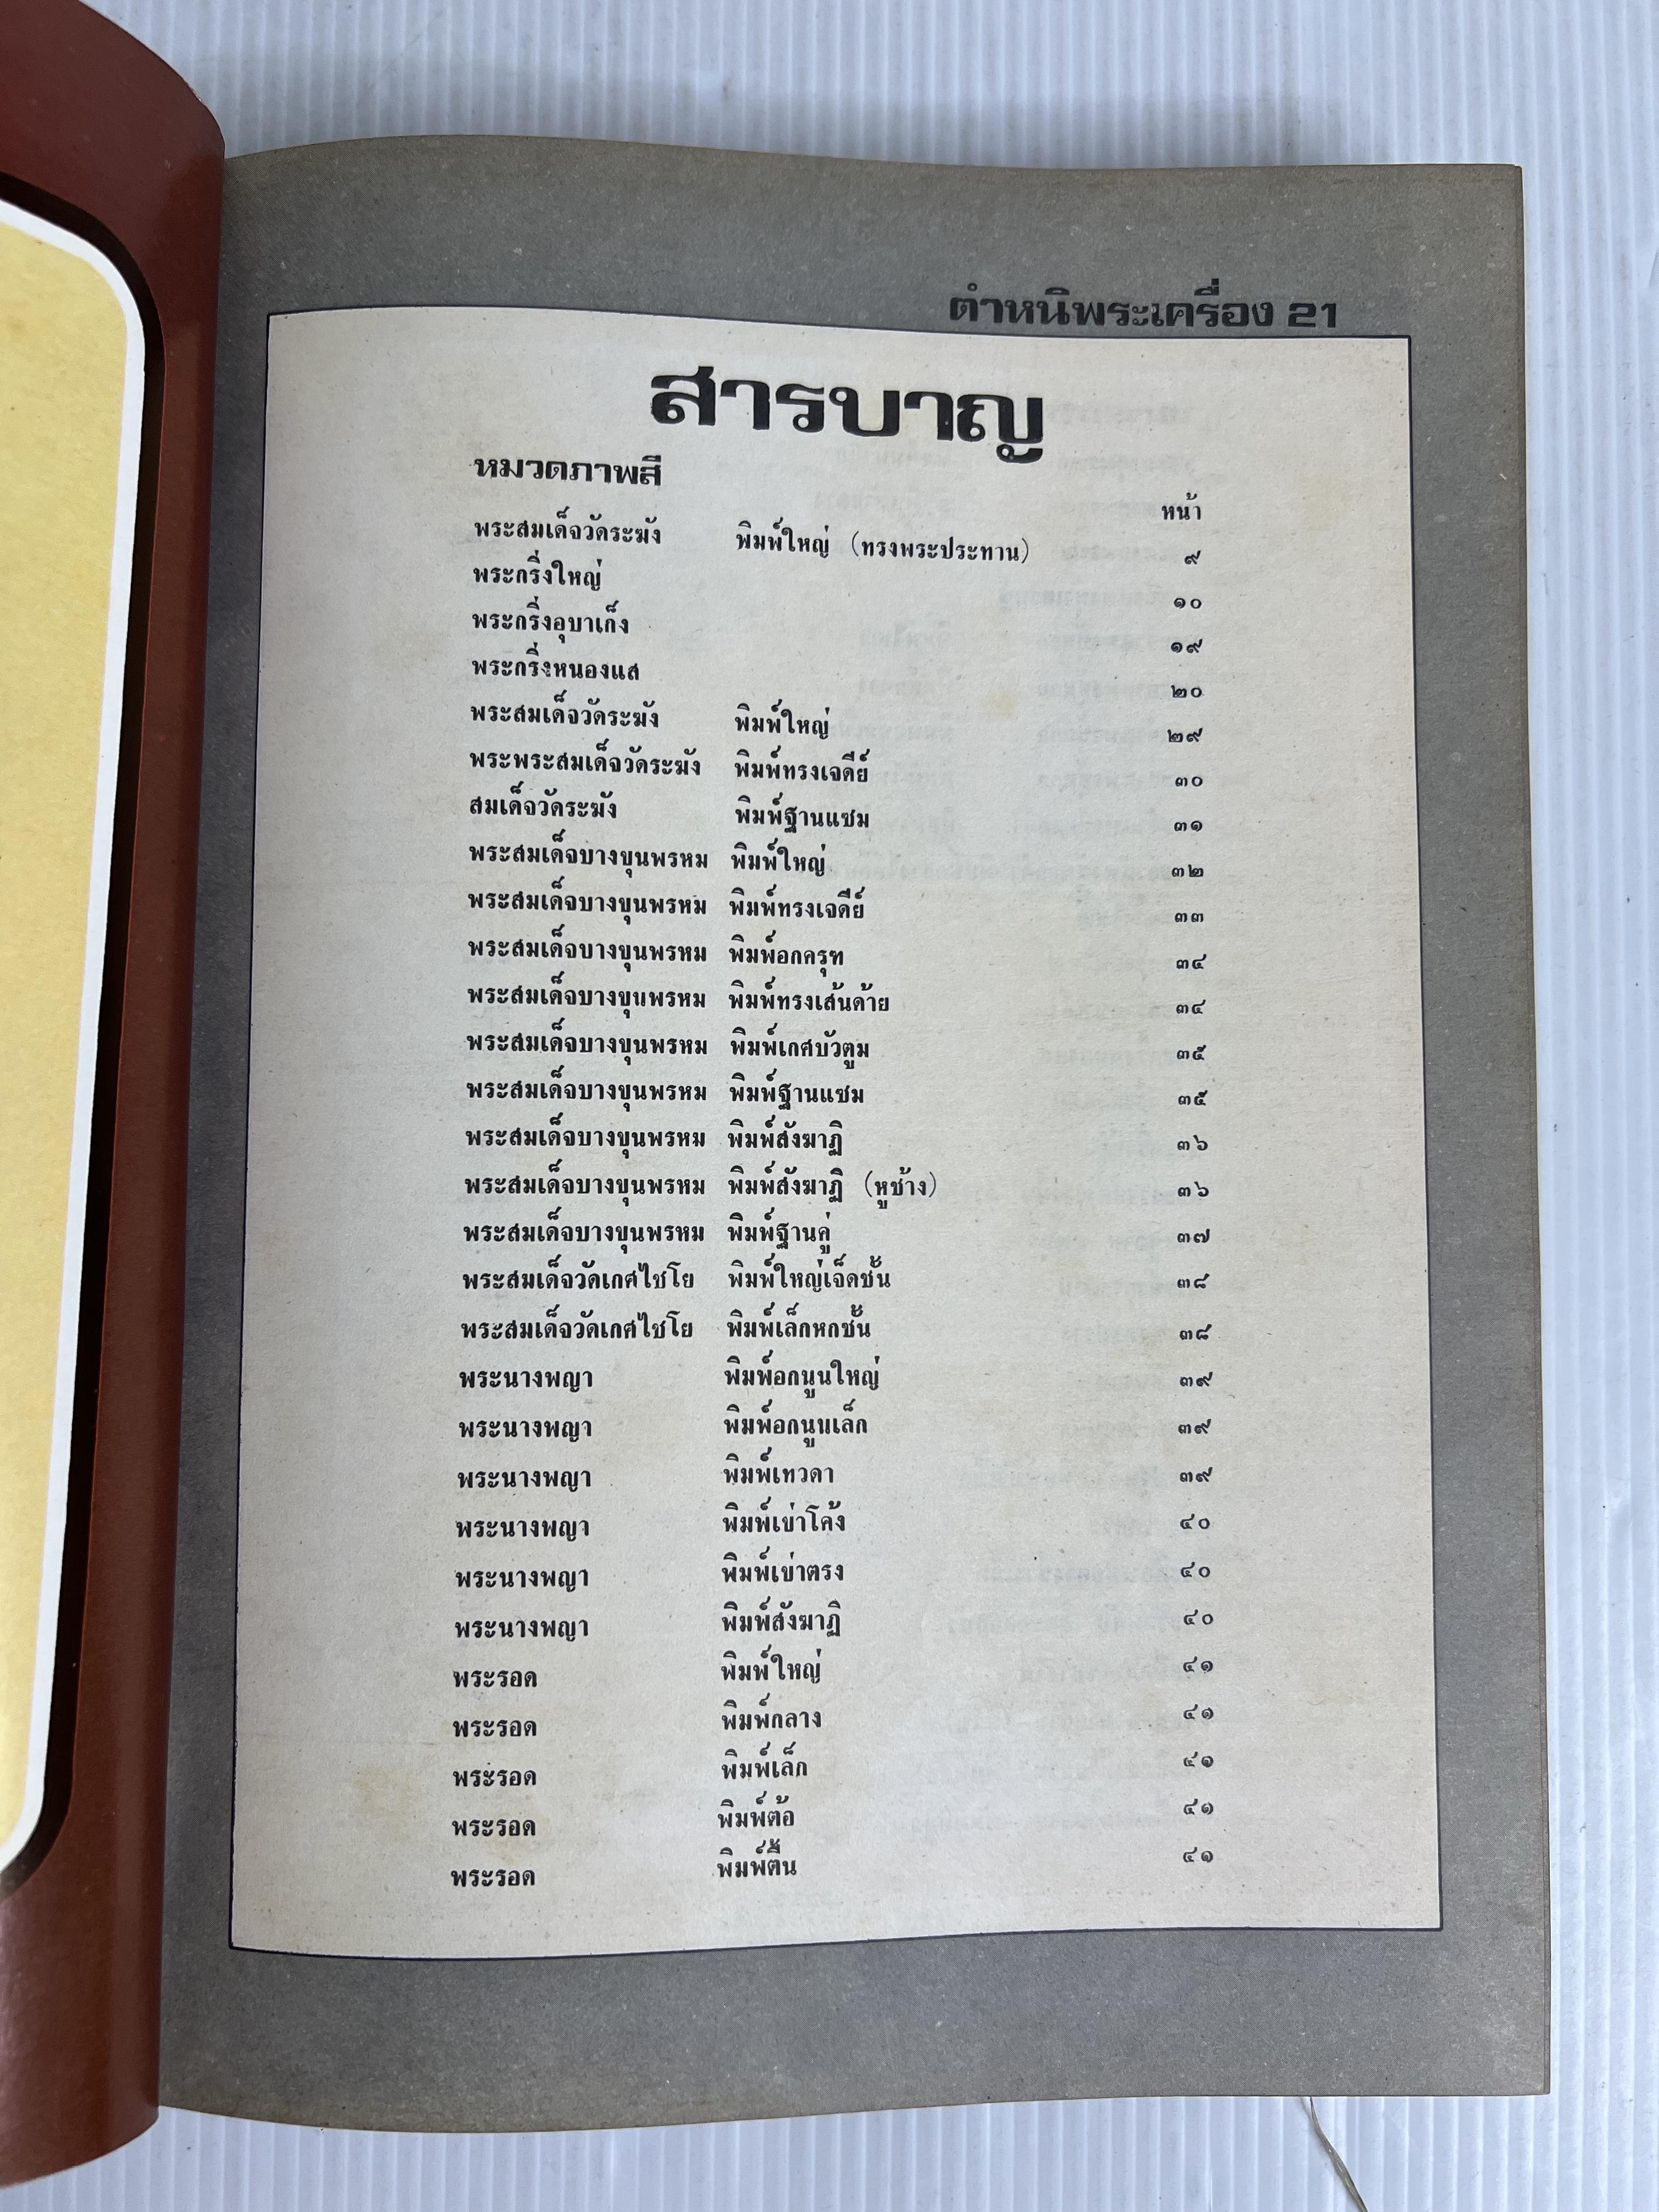 ตำหนิพระเครื่อง 21
สารบาญ
หมวดภาพสี
หน้า
พระสมเด็จวัดระฆัง พิมพ์ใหญ่ (ทรงพระประทาน) ๙
พระกริ่งใหญ่ ๑๐
พระกริ่งอุบาเก็ง ๑๙
พระกริ่งหนองแส ๒๐
พระสมเด็จวัดระฆัง พิมพ์ใหญ่ ๒๙
พระพระสมเด็จวัดระฆัง พิมพ์ทรงเจดีย์ ๓๐
สมเด็จวัดระฆัง พิมพ์ฐานแซม ๓๑
พระสมเด็จบางขุนพรหม พิมพ์ใหญ่ ๓๒
พระสมเด็จบางขุนพรหม พิมพ์ทรงเจดีย์ ๓๓
พระสมเด็จบางขุนพรหม พิมพ์อกครุฑ ๓๔
พระสมเด็จบางขุนพรหม พิมพ์ทรงเส้นด้าย ๓๔
พระสมเด็จบางขุนพรหม พิมพ์เกศบัวตูม ๓๕
พระสมเด็จบางขุนพรหม พิมพ์ฐานแซม ๓๕
พระสมเด็จบางขุนพรหม พิมพ์สังฆาฏิ ๓๖
พระสมเด็จบางขุนพรหม พิมพ์สังฆาฏิ (หูช้าง) ๓๖
พระสมเด็จบางขุนพรหม พิมพ์ฐานคู่ ๓๗
พระสมเด็จวัดเกศไชโย พิมพ์ใหญ่เจ็ดชั้น ๓๘
พระสมเด็จวัดเกศไชโย พิมพ์เล็กหกชั้น ๓๘
พระนางพญา พิมพ์อกนูนใหญ่ ๓๙
พระนางพญา พิมพ์อกนูนเล็ก ๓๙
พระนางพญา พิมพ์เทวดา ๓๙
พระนางพญา พิมพ์เข่าโค้ง ๔๐
พระนางพญา พิมพ์เข่าตรง ๔๐
พระนางพญา พิมพ์สังฆาฏิ ๔๐
พระรอด พิมพ์ใหญ่ ๔๑
พระรอด พิมพ์กลาง ๔๑
พระรอด พิมพ์เล็ก ๔๑
พระรอด พิมพ์ต้อ ๔๑
พระรอด พิมพ์ตื้น ๔๑